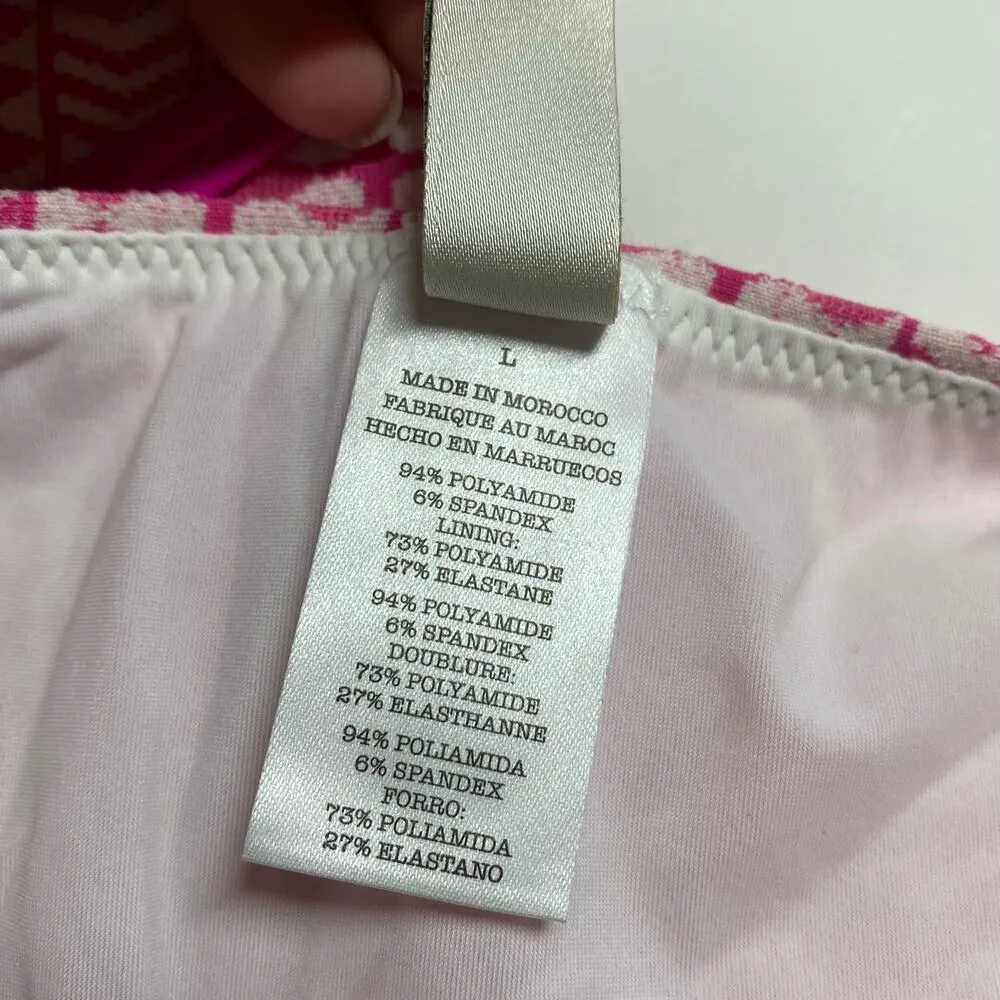 L
MADE IN MOROCCO
FABRIQUE AU MAROC
HECHO EN MARRUECOS
94% POLYAMIDE
6% SPANDEX
LINING:
73% POLYAMIDE
27% ELASTANE
94% POLYAMIDE
6% SPANDEX
DOUBLURE:
73% POLYAMIDE
27% ELASTHANNE
94% POLIAMIDA
6% SPANDEX
FORRO:
73% POLIAMIDA
27% ELASTANO